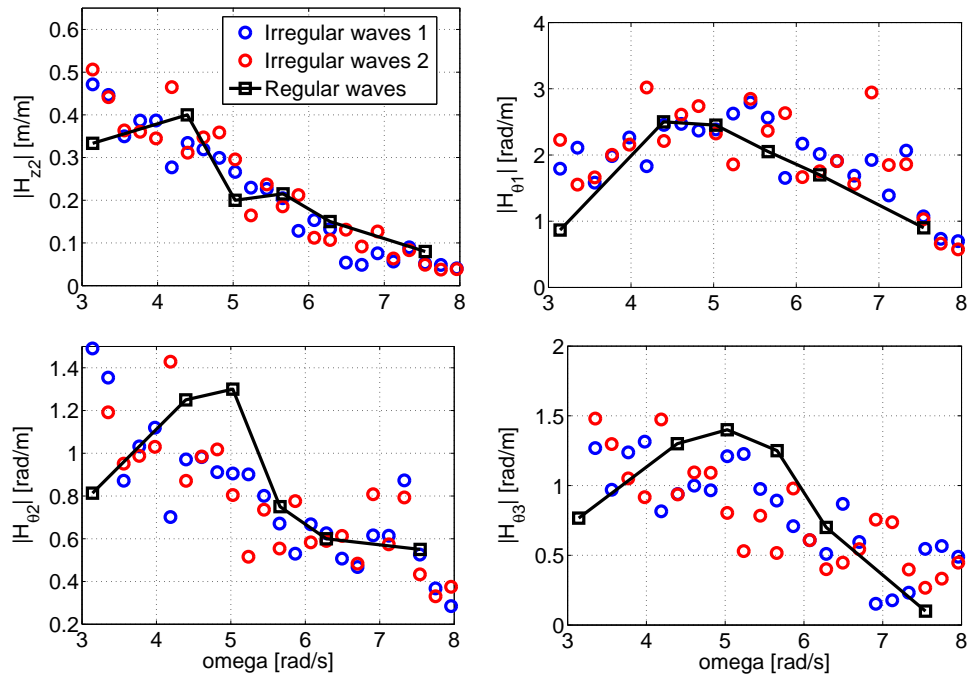 |H_z2| [m/m]
0.6
0.5
0.4
0.3
0.2
0.1
0
3 4 5 6 7 8
Irregular waves 1
Irregular waves 2
Regular waves
|H_θ1| [rad/m]
4
3
2
1
0
3 4 5 6 7 8
|H_θ2| [rad/m]
1.4
1.2
1
0.8
0.6
0.4
0.2
3 4 5 6 7 8
omega [rad/s]
|H_θ3| [rad/m]
2
1.5
1
0.5
0
3 4 5 6 7 8
omega [rad/s]